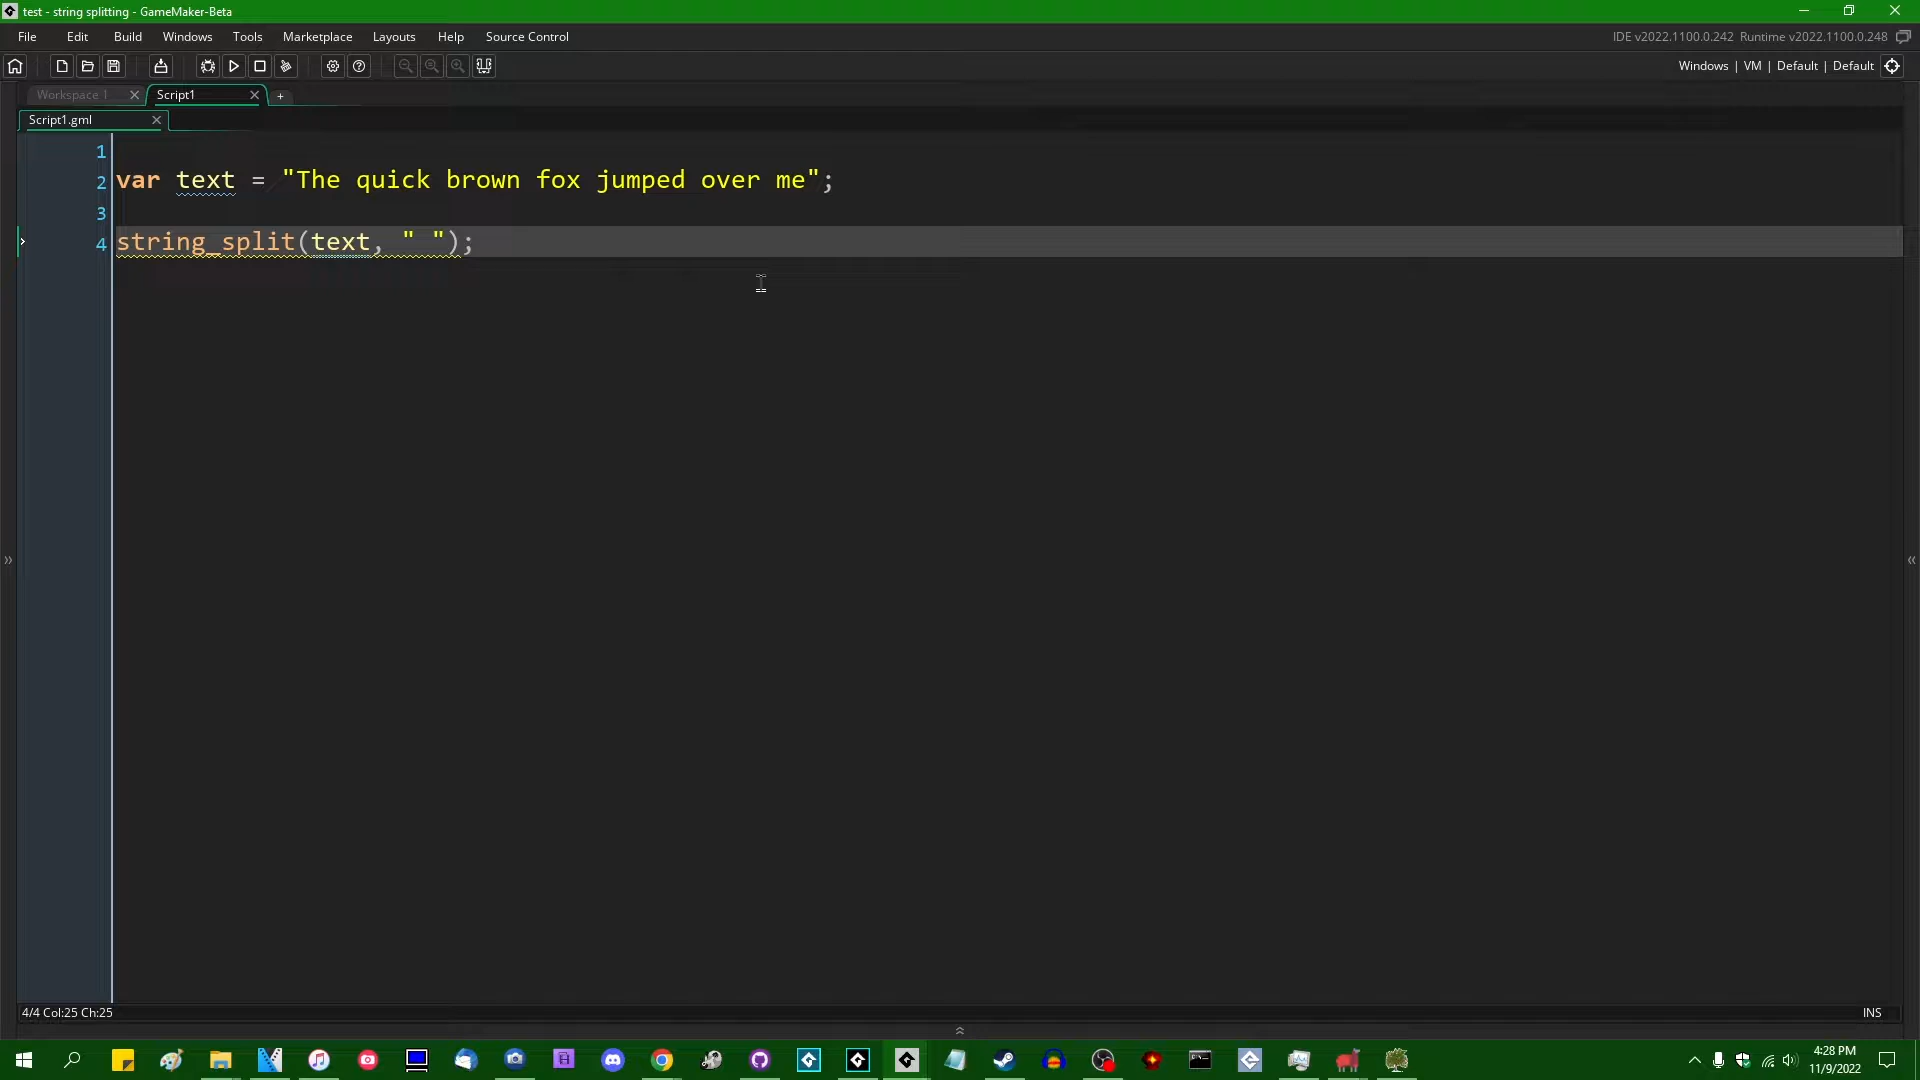 test - string splitting - GameMaker-Beta
File Edit Build Windows Tools Marketplace Layouts Help Source Control
IDE v2022.1100.0.242 Runtime v2022.1100.0.248
Windows | VM | Default | Default
Workspace 1 Script1
Script1.gml
1
2 var text = "The quick brown fox jumped over me";
3
4 string_split(text, " ");
4/4 Col:25 Ch:25
INS
4:28 PM
11/9/2022